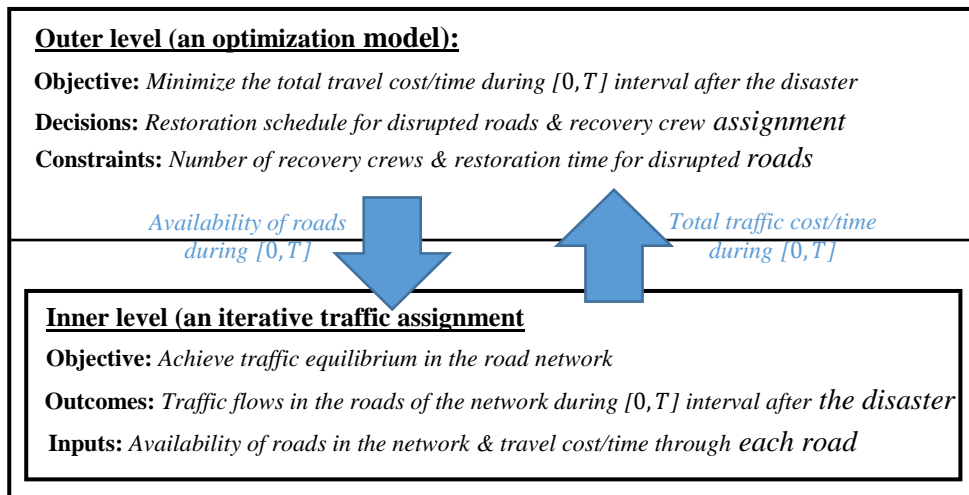 Outer level (an optimization model):
Objective: Minimize the total travel cost/time during [0,T] interval after the disaster
Decisions: Restoration schedule for disrupted roads & recovery crew assignment
Constraints: Number of recovery crews & restoration time for disrupted roads
Availability of roads
during [0,T]
Total traffic cost/time
during [0,T]
Inner level (an iterative traffic assignment
Objective: Achieve traffic equilibrium in the road network
Outcomes: Traffic flows in the roads of the network during [0,T] interval after the disaster
Inputs: Availability of roads in the network & travel cost/time through each road